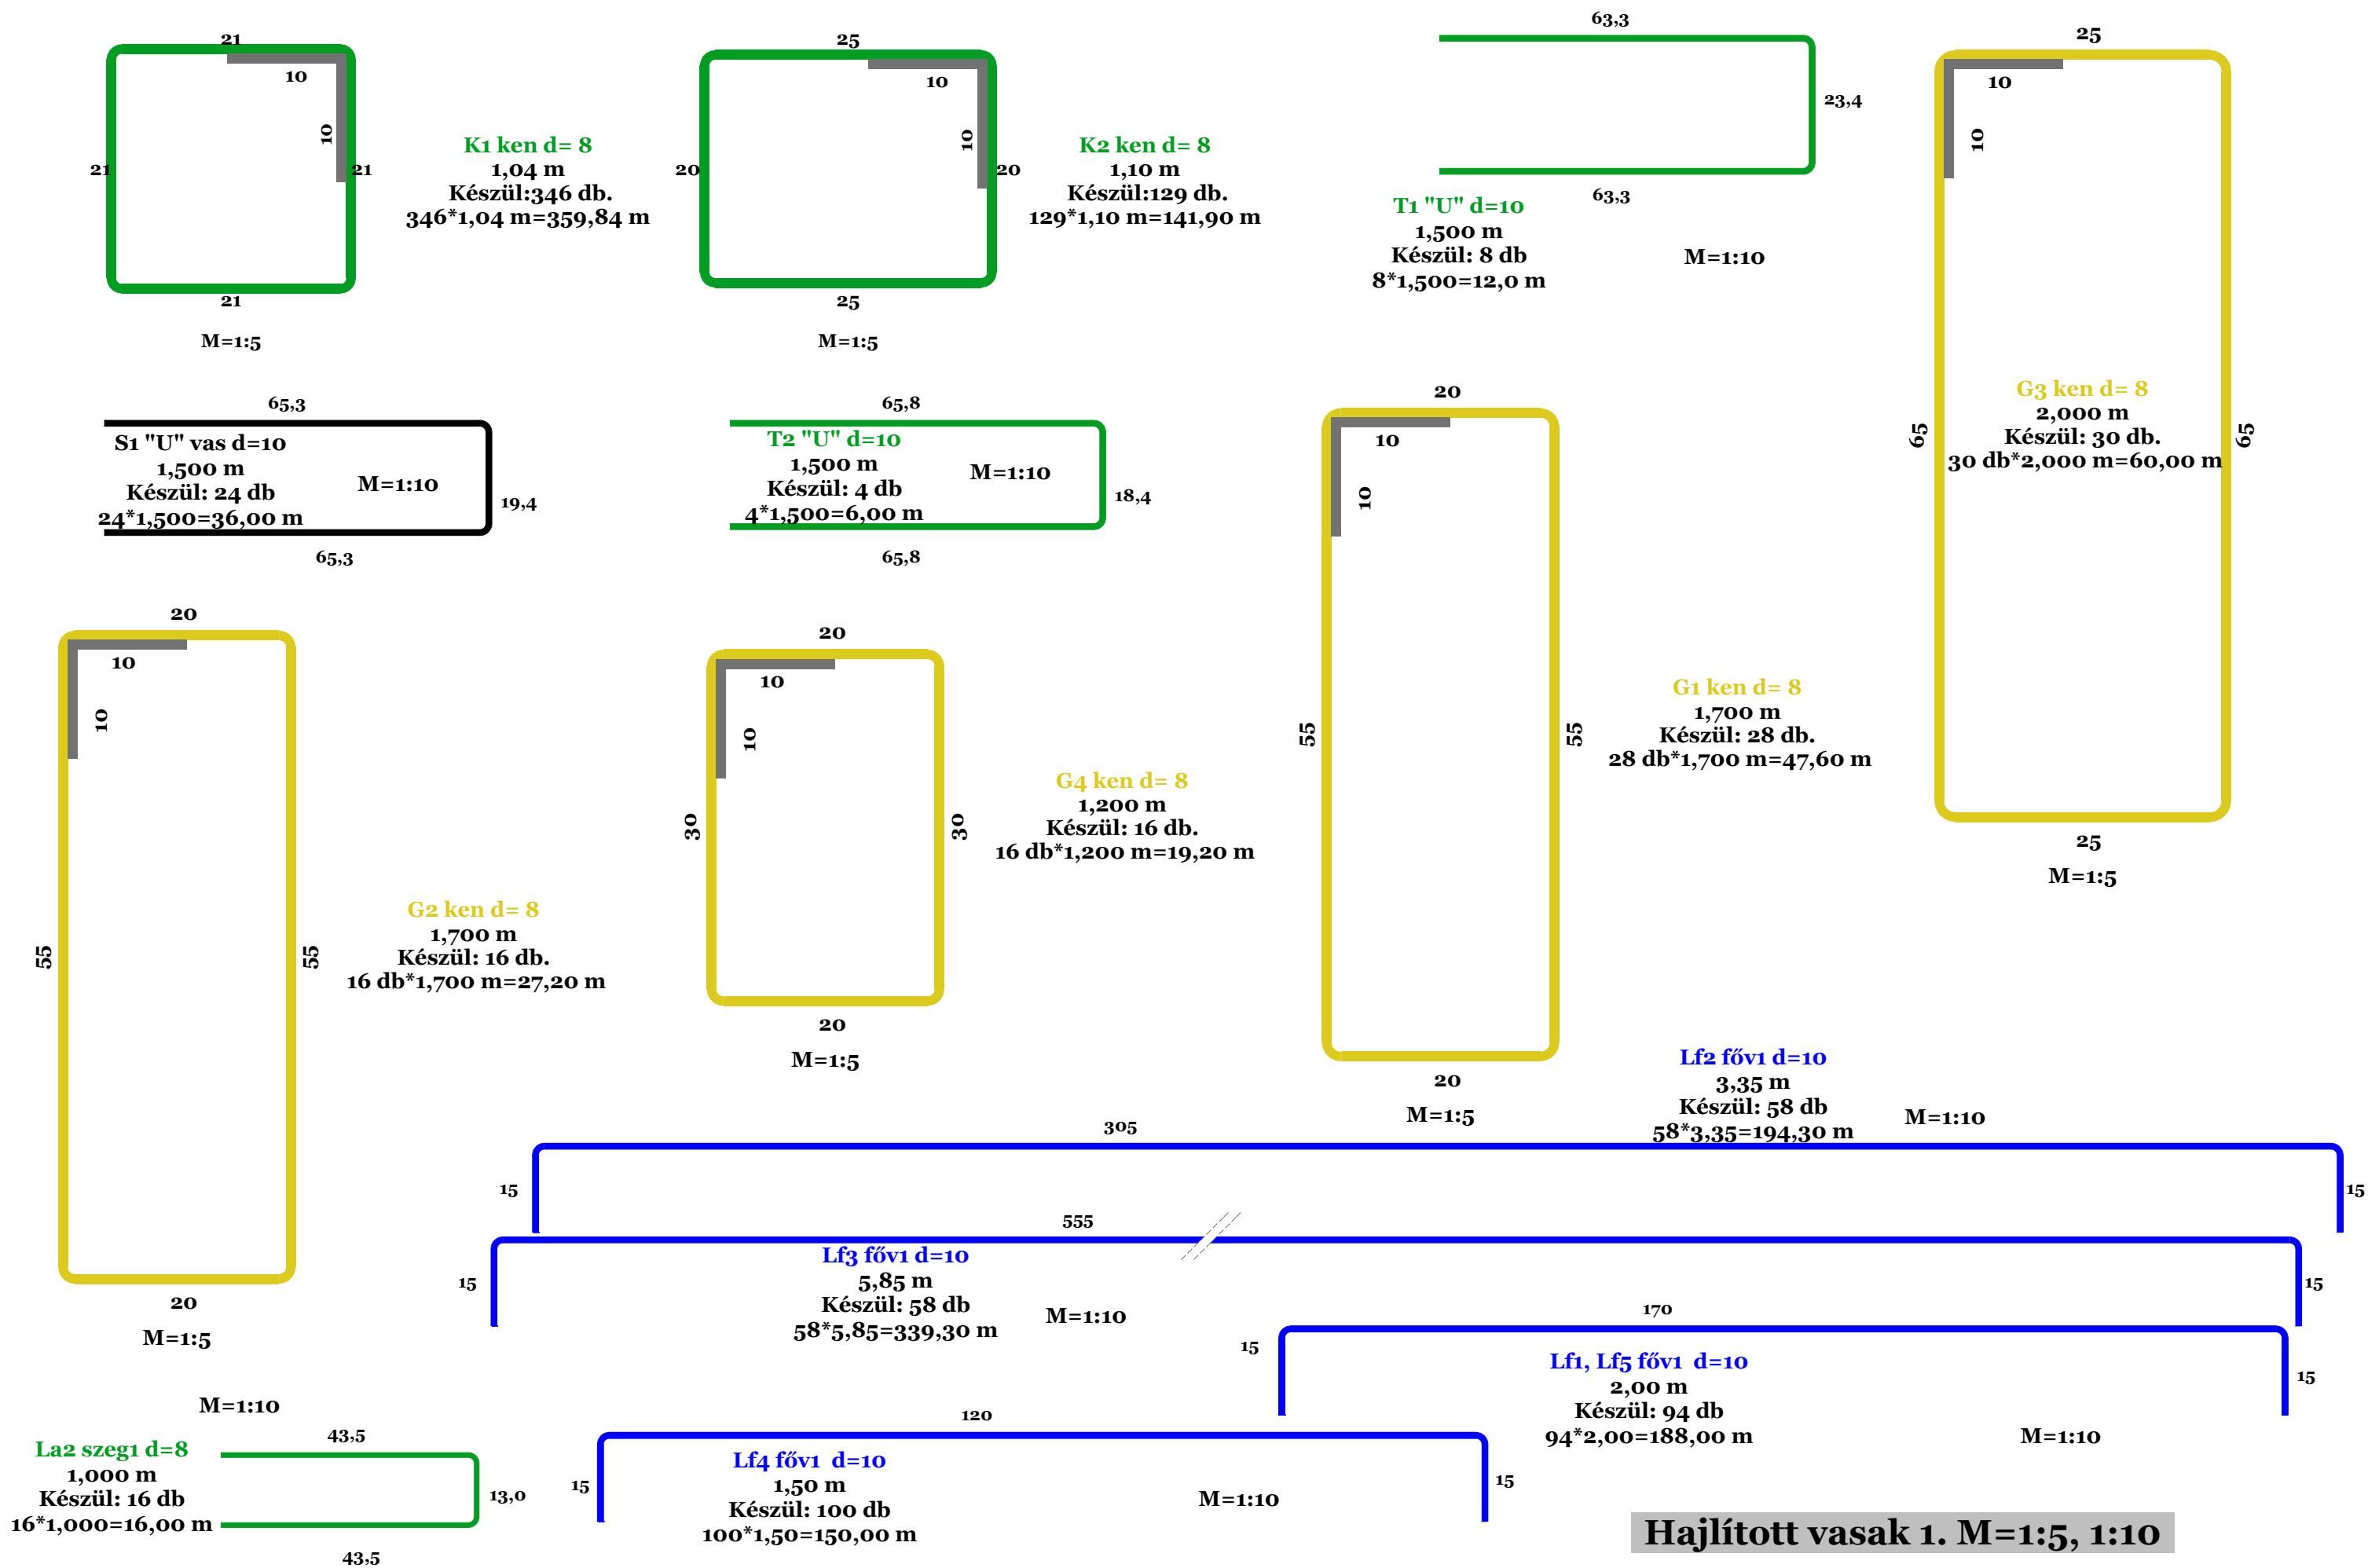 21
10
10
21
21
21
M=1:5
K1 ken d= 8
1,04 m
Készül:346 db.
346*1,04 m=359,84 m
25
10
10
20
20
25
M=1:5
K2 ken d= 8
1,10 m
Készül:129 db.
129*1,10 m=141,90 m
63,3
23,4
63,3
T1 "U" d=10
1,500 m
Készül: 8 db
8*1,500=12,0 m
M=1:10
25
10
10
G3 ken d= 8
2,000 m
Készül: 30 db.
30 db*2,000 m=60,00 m
65
65
25
M=1:5
65,3
S1 "U" vas d=10
1,500 m
Készül: 24 db
24*1,500=36,00 m
M=1:10
19,4
65,3
65,8
T2 "U" d=10
1,500 m
Készül: 4 db
4*1,500=6,00 m
M=1:10
18,4
65,8
20
10
10
55
55
20
M=1:5
G1 ken d= 8
1,700 m
Készül: 28 db.
28 db*1,700 m=47,60 m
20
10
10
55
55
20
M=1:5
G2 ken d= 8
1,700 m
Készül: 16 db.
16 db*1,700 m=27,20 m
20
10
10
30
30
20
M=1:5
G4 ken d= 8
1,200 m
Készül: 16 db.
16 db*1,200 m=19,20 m
Lf2 főv1 d=10
3,35 m
Készül: 58 db
58*3,35=194,30 m
M=1:10
305
15
15
555
Lf3 főv1 d=10
5,85 m
Készül: 58 db
58*5,85=339,30 m
M=1:10
15
15
170
15
15
Lf1, Lf5 főv1 d=10
2,00 m
Készül: 94 db
94*2,00=188,00 m
M=1:10
M=1:10
43,5
La2 szeg1 d=8
1,000 m
Készül: 16 db
16*1,000=16,00 m
13,0
43,5
120
15
15
Lf4 főv1 d=10
1,50 m
Készül: 100 db
100*1,50=150,00 m
M=1:10
Hajlított vasak 1. M=1:5, 1:10